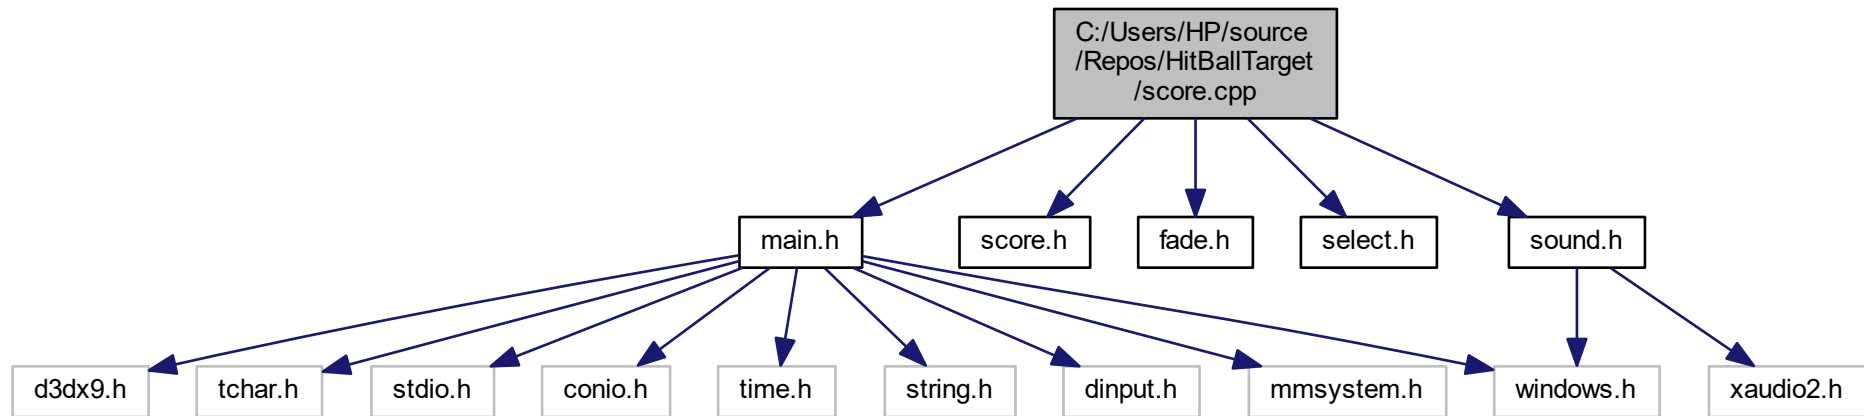 C:/Users/HP/source
/Repos/HitBallTarget
/score.cpp
main.h
score.h
fade.h
select.h
sound.h
d3dx9.h
tchar.h
stdio.h
conio.h
time.h
string.h
dinput.h
mmsystem.h
windows.h
xaudio2.h